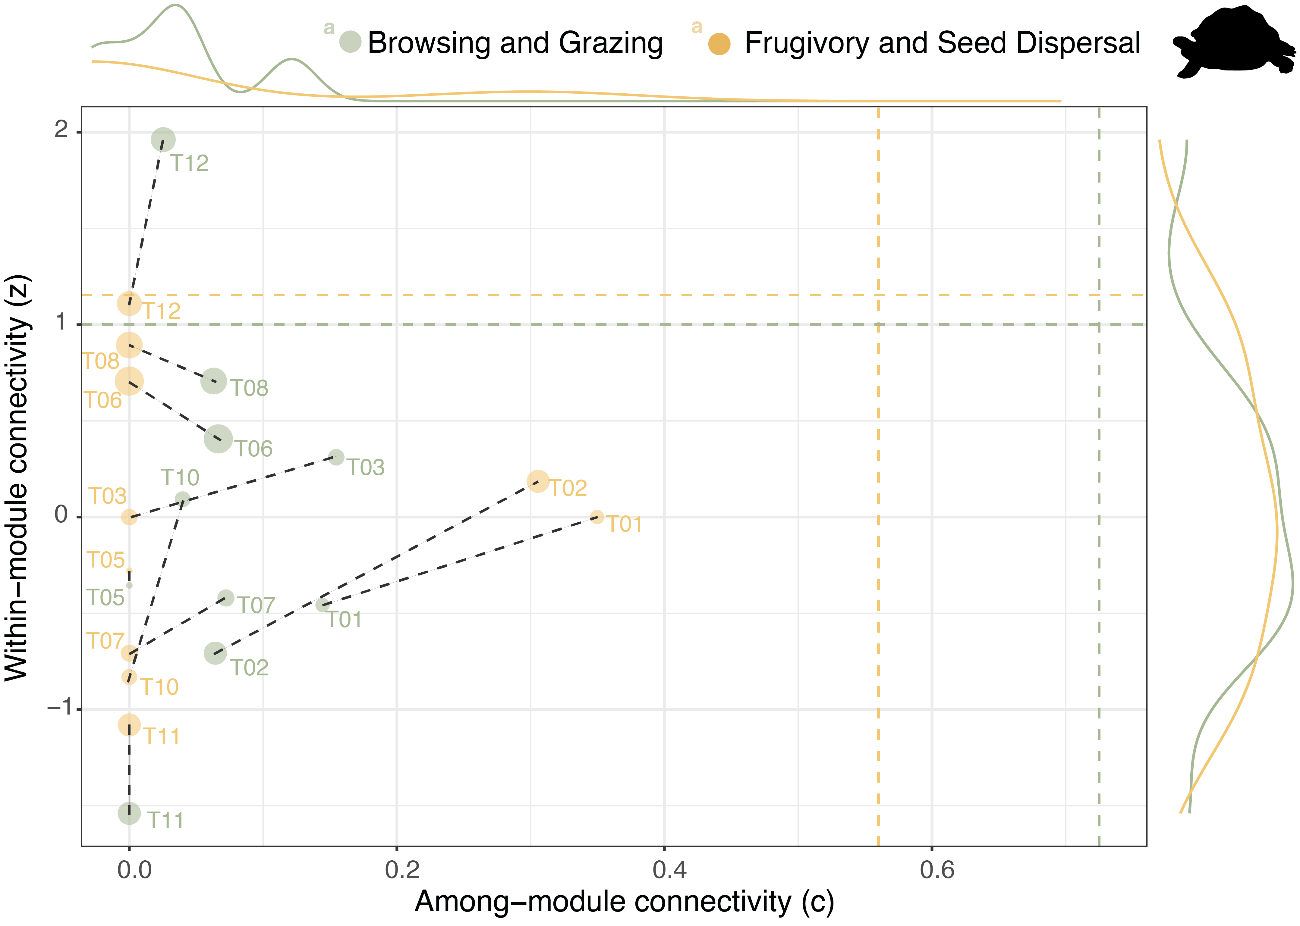 a Browsing and Grazing a Frugivory and Seed Dispersal
2
T12
T12
1
T08
T08
T06
T06
T03
T10
T03
T02
T01
0
T05
T05
T07
T01
T07
T02
T10
−1
T11
T11
0.0 0.2 0.4 0.6
Among−module connectivity (c)
Within−module connectivity (z)